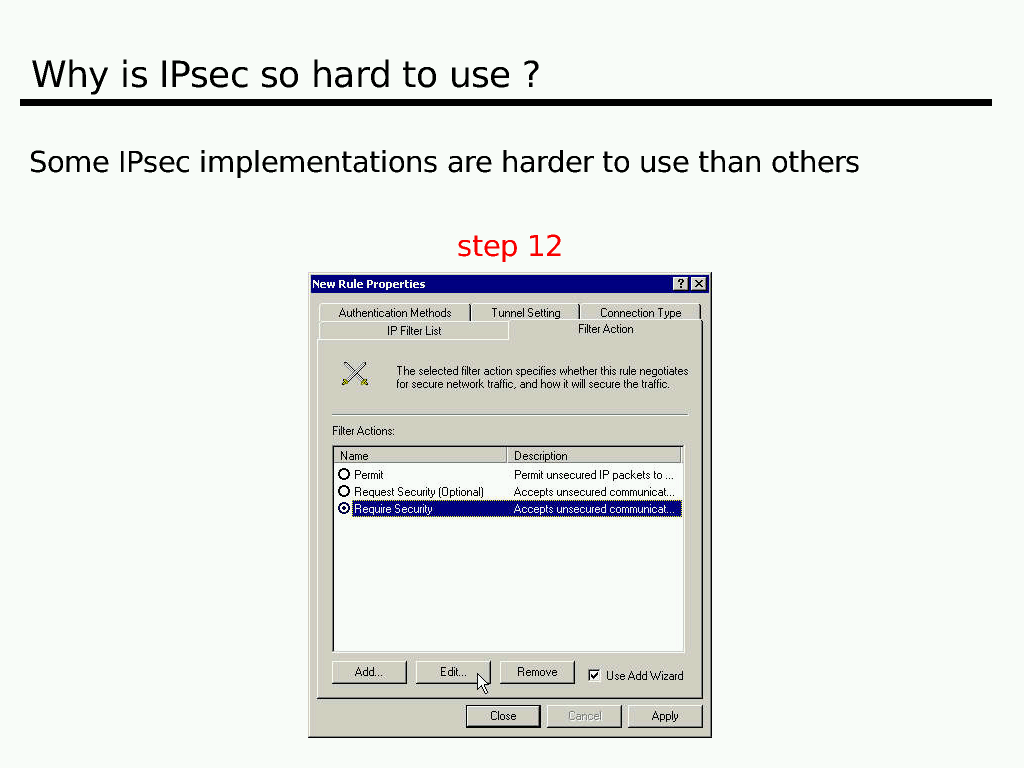 Why is IPsec so hard to use ?
Some IPsec implementations are harder to use than others
step 12
New Rule Properties
Authentication Methods Tunnel Setting Connection Type
IP Filter List Filter Action
The selected filter action specifies whether this rule negotiates
for secure network traffic, and how it will secure the traffic.
Filter Actions:
Name Description
Permit Permit unsecured IP packets to ...
Request Security (Optional) Accepts unsecured communicat...
Require Security Accepts unsecured communicat...
Add... Edit... Remove Use Add Wizard
Close Cancel Apply